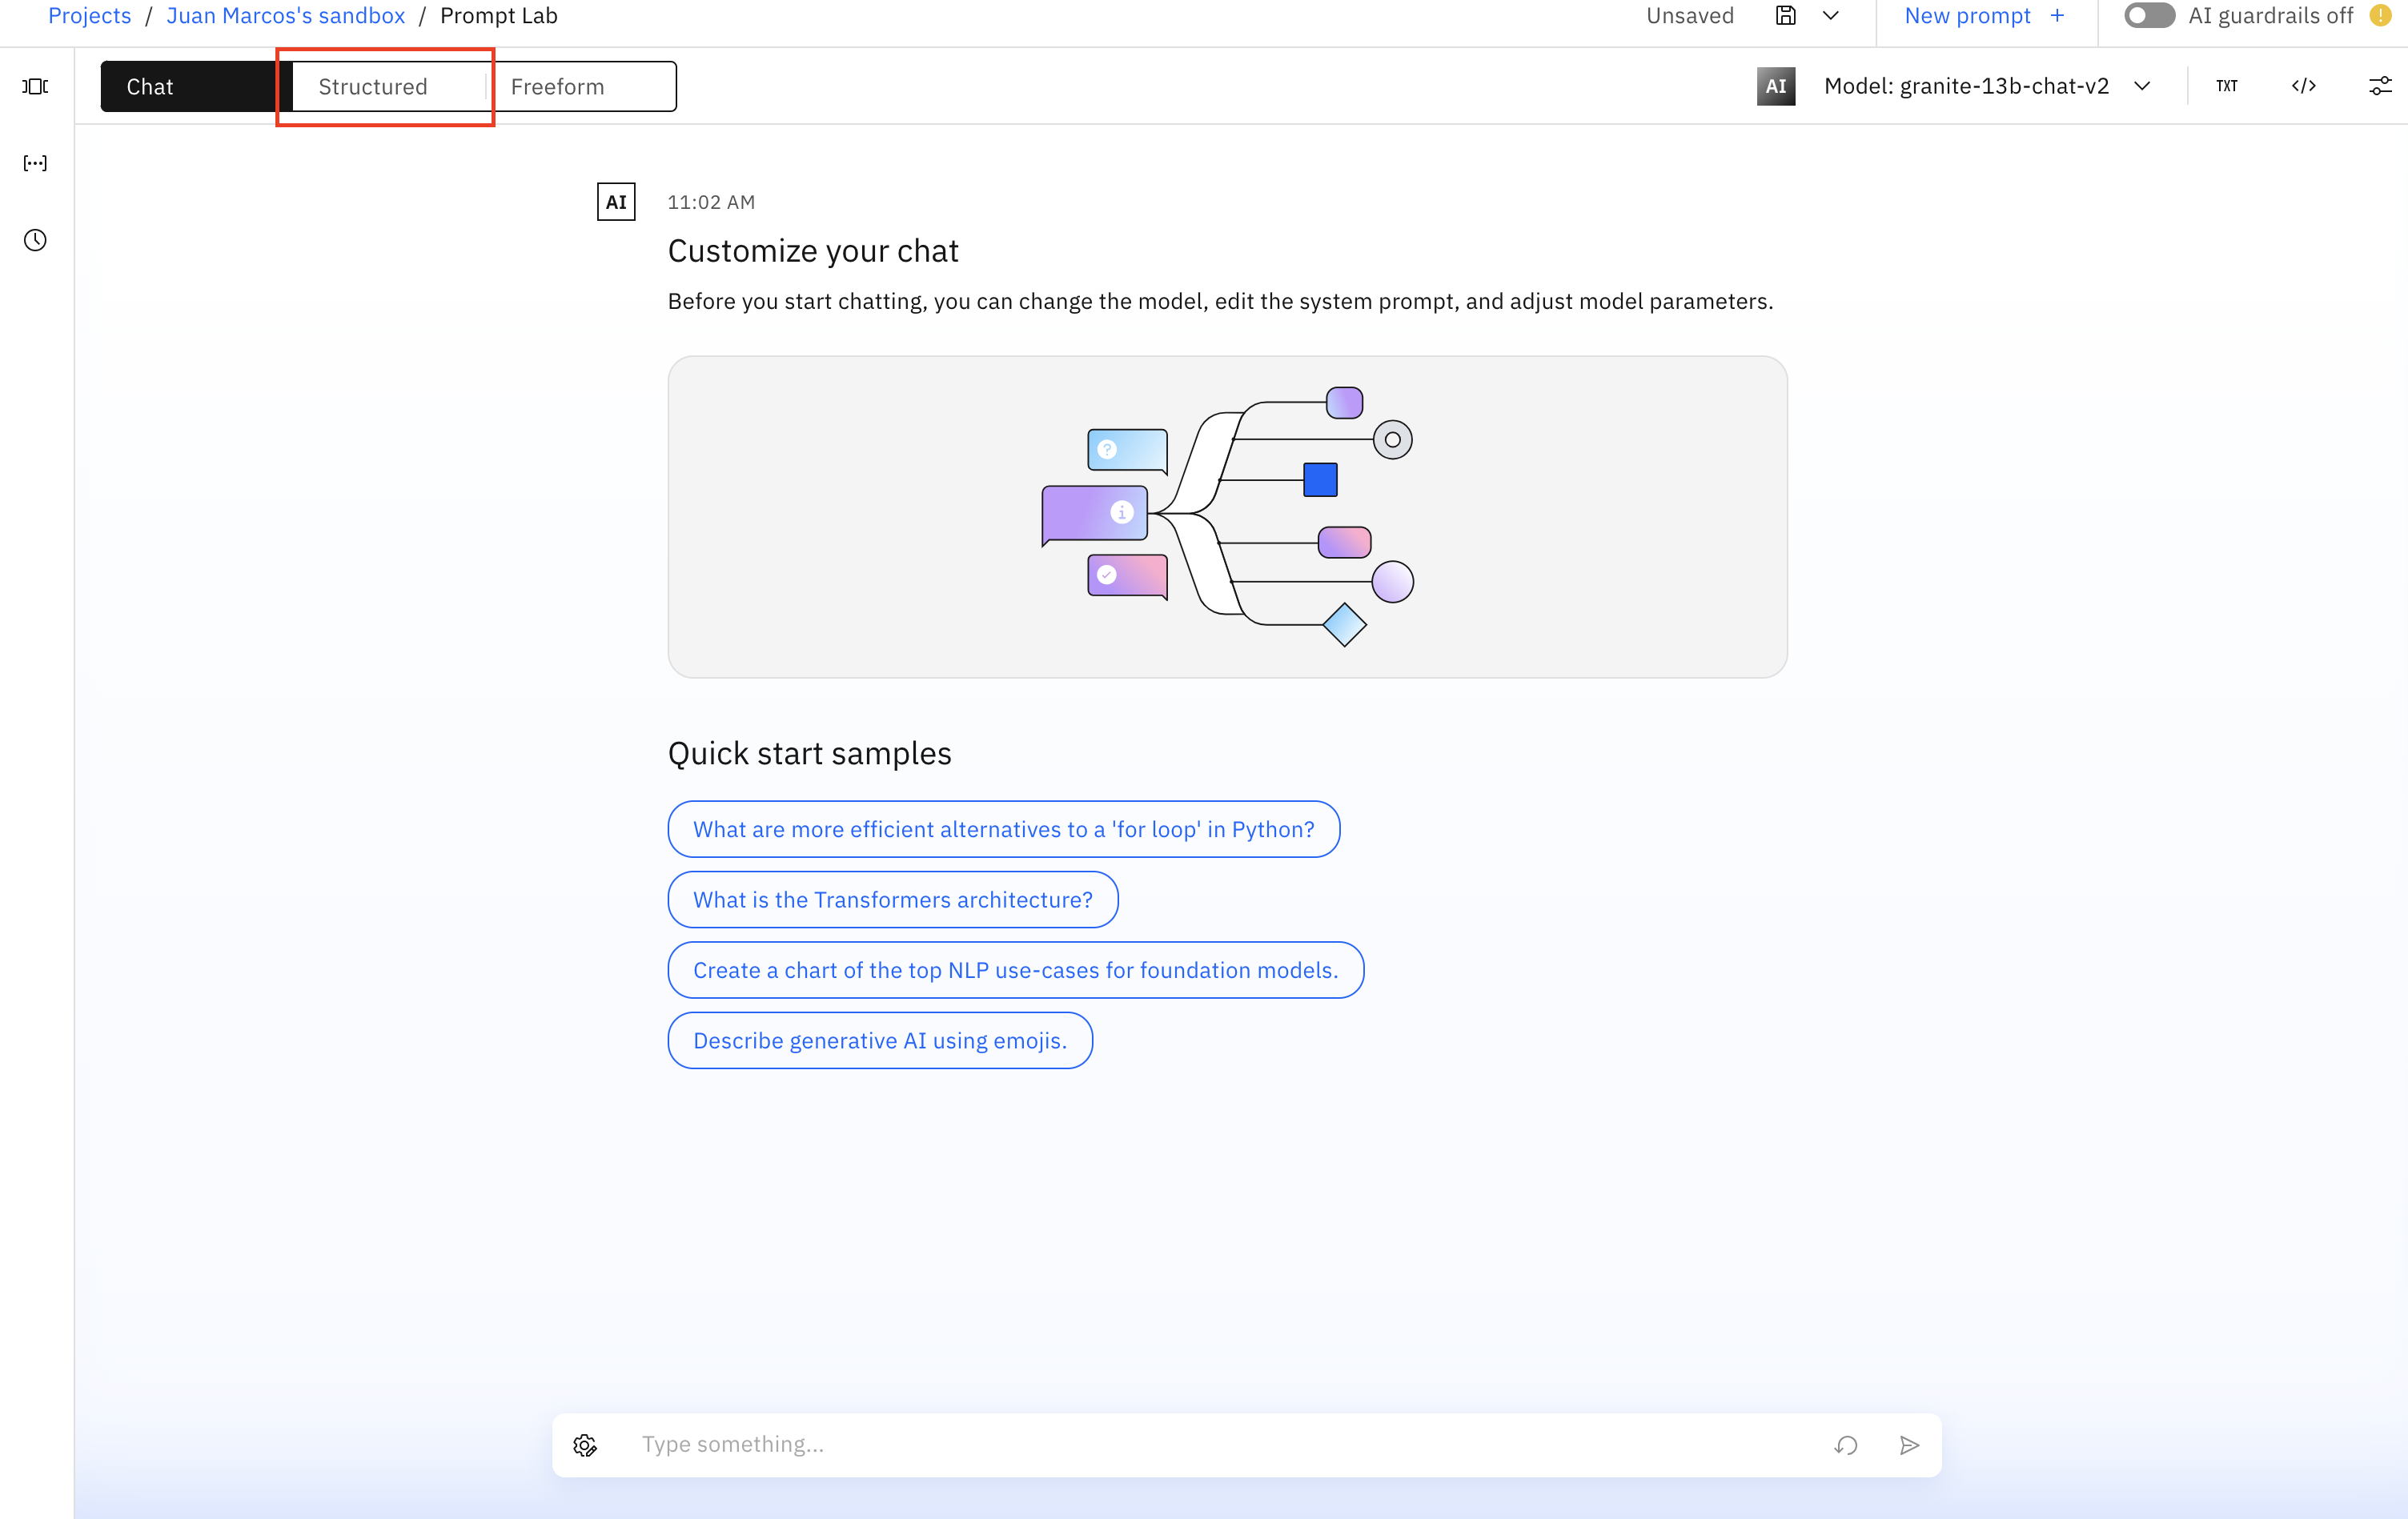 Projects / Juan Marcos's sandbox / Prompt Lab
Unsaved
New prompt +
AI guardrails off
Chat
Structured
Freeform
AI
Model: granite-13b-chat-v2
TXT
</>
AI
11:02 AM
Customize your chat
Before you start chatting, you can change the model, edit the system prompt, and adjust model parameters.
Quick start samples
What are more efficient alternatives to a 'for loop' in Python?
What is the Transformers architecture?
Create a chart of the top NLP use-cases for foundation models.
Describe generative AI using emojis.
Type something...